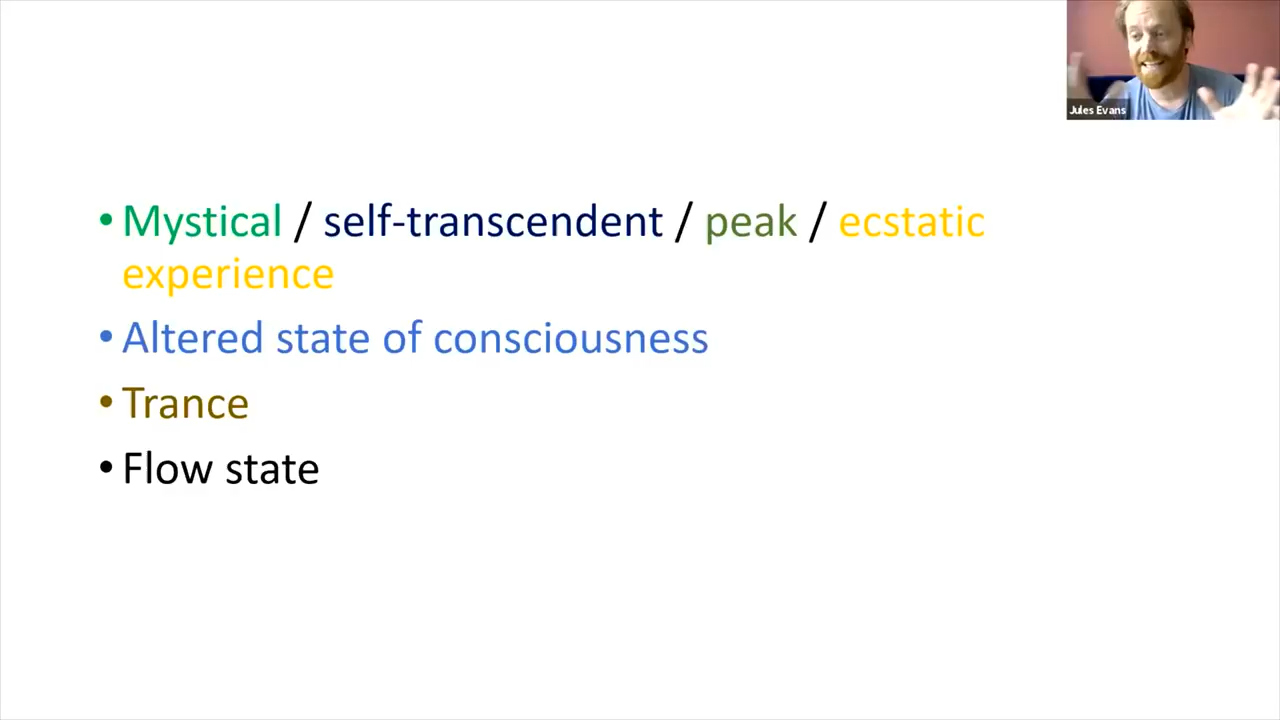 Jules Evans
• Mystical / self-transcendent / peak / ecstatic
experience
• Altered state of consciousness
• Trance
• Flow state